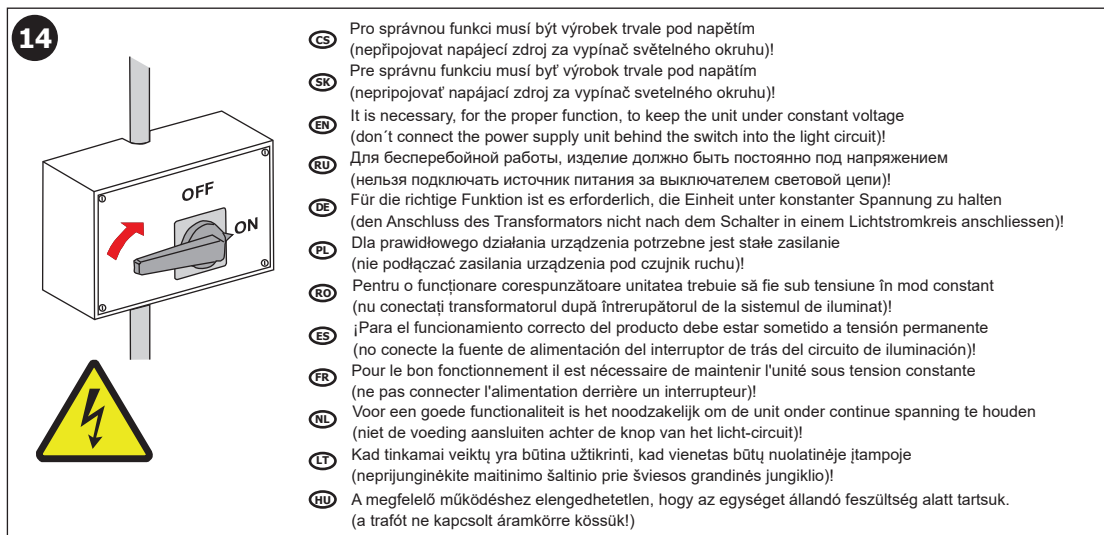 14
OFF
ON
CS Pro správnou funkci musí být výrobek trvale pod napětím
(nepřipojovat napájecí zdroj za vypínač světelného okruhu)!
SK Pre správnu funkciu musí byť výrobok trvale pod napätím
(nepripojovať napájací zdroj za vypínač svetelného okruhu)!
EN It is necessary, for the proper function, to keep the unit under constant voltage
(don´t connect the power supply unit behind the switch into the light circuit)!
RU Для бесперебойной работы, изделие должно быть постоянно под напряжением
(нельзя подключать источник питания за выключателем световой цепи)!
DE Für die richtige Funktion ist es erforderlich, die Einheit unter konstanter Spannung zu halten
(den Anschluss des Transformators nicht nach dem Schalter in einem Lichtstromkreis anschliessen)!
PL Dla prawidłowego działania urządzenia potrzebne jest stałe zasilanie
(nie podłączać zasilania urządzenia pod czujnik ruchu)!
RO Pentru o funcționare corespunzătoare unitatea trebuie să fie sub tensiune în mod constant
(nu conectați transformatorul după întrerupătorul de la sistemul de iluminat)!
ES ¡Para el funcionamiento correcto del producto debe estar sometido a tensión permanente
(no conecte la fuente de alimentación del interruptor de trás del circuito de iluminación)!
FR Pour le bon fonctionnement il est nécessaire de maintenir l'unité sous tension constante
(ne pas connecter l'alimentation derrière un interrupteur)!
NL Voor een goede functionaliteit is het noodzakelijk om de unit onder continue spanning te houden
(niet de voeding aansluiten achter de knop van het licht-circuit)!
LT Kad tinkamai veiktų yra būtina užtikrinti, kad vienetas būtų nuolatinėje įtampoje
(neprijunginėkite maitinimo šaltinio prie šviesos grandinės jungiklio)!
HU A megfelelő működéshez elengedhetetlen, hogy az egységet állandó feszültség alatt tartsuk.
(a trafót ne kapcsolt áramkörre kössük!)